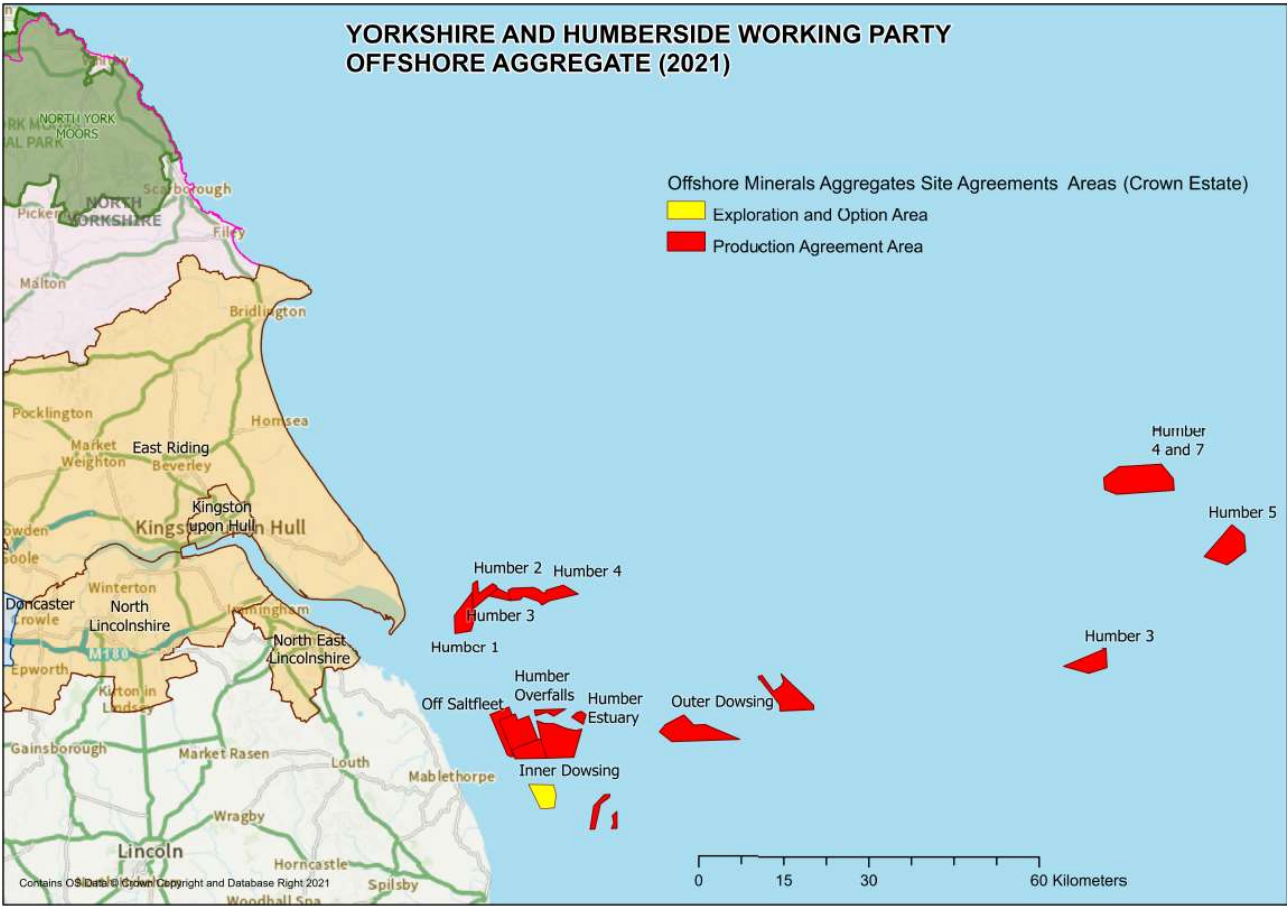 YORKSHIRE AND HUMBERSIDE WORKING PARTY
OFFSHORE AGGREGATE (2021)
Offshore Minerals Aggregates Site Agreements Areas (Crown Estate)
Exploration and Option Area
Production Agreement Area
NORTH YORK
MOORS
AL PARK
Scarborough
NORTH
YORKSHIRE
Filey
Malton
Bridlington
Pocklington
Hornsea
Market
Weighton
East Riding
Beverley
Kingston
upon Hull
Hull
Winterton
Doncaster
Crowle
North
Lincolnshire
North East
Lincolnshire
M180
Epworth
Kirton in
Lindsey
Gainsborough
Market Rasen
Louth
Mablethorpe
Wragby
Lincoln
Horncastle
Spilsby
Woodhall Spa
Humber
4 and 7
Humber 5
Humber 2
Humber 4
Humber 3
Humber 1
Humber 3
Humber
Overfalls
Humber
Estuary
Off Saltfleet
Outer Dowsing
Inner Dowsing
0 15 30 60 Kilometers
Contains OS Data © Crown Copyright and Database Right 2021